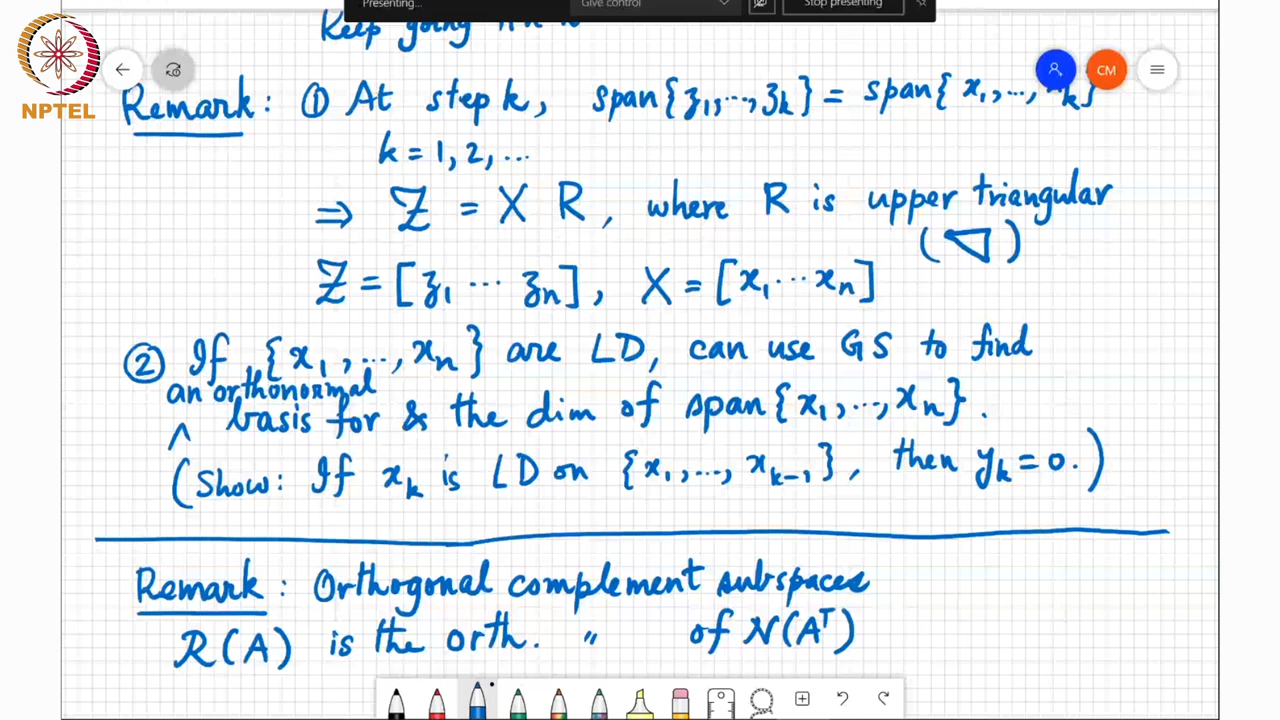 Presenting...
Give control
Stop presenting
Keep going
NPTEL
CM
Remark: ① At step k, span{z₁,...,zₖ} = span{x₁,..., xₖ}
k = 1, 2, ...
⇒ Z = X R, where R is upper triangular
( )
Z = [z₁ ... zₙ], X = [x₁ ... xₙ]
② If {x₁,...,xₙ} are LD, can use GS to find
an orthonormal
^ basis for & the dim of span{x₁,...,xₙ}.
(Show: If xₖ is LD on {x₁,..., xₖ₋₁}, then yₖ = 0.)
Remark: Orthogonal complement subspaces
R(A) is the orth. " of N(Aᵀ)